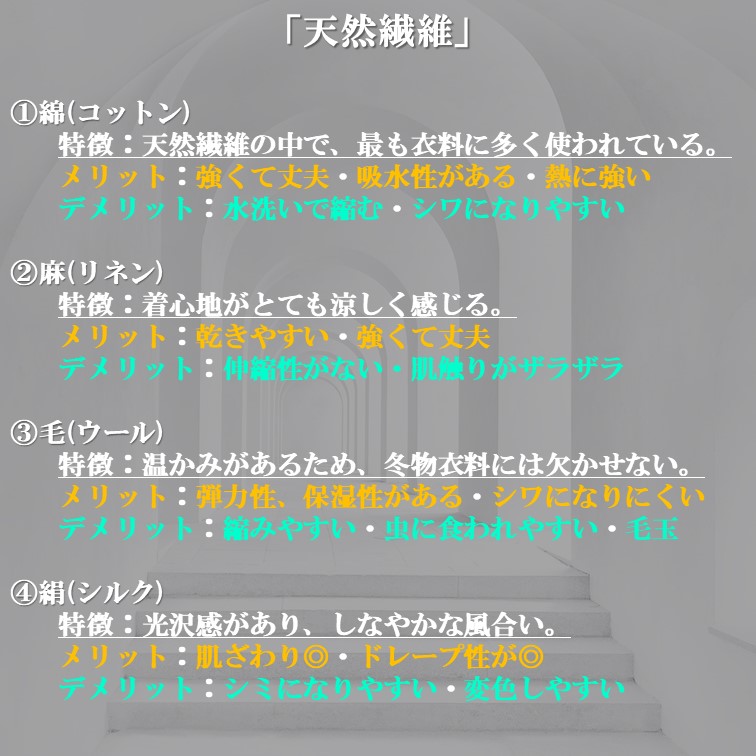 「天然繊維」
①綿(コットン)
特徴：天然繊維の中で、最も衣料に多く使われている。
メリット：強くて丈夫・吸水性がある・熱に強い
デメリット：水洗いで縮む・シワになりやすい
②麻(リネン)
特徴：着心地がとても涼しく感じる。
メリット：乾きやすい・強くて丈夫
デメリット：伸縮性がない・肌触りがザラザラ
③毛(ウール)
特徴：温かみがあるため、冬物衣料には欠かせない。
メリット：弾力性、保湿性がある・シワになりにくい
デメリット：縮みやすい・虫に食われやすい・毛玉
④絹(シルク)
特徴：光沢感があり、しなやかな風合い。
メリット：肌ざわり◎・ドレープ性が◎
デメリット：シミになりやすい・変色しやすい